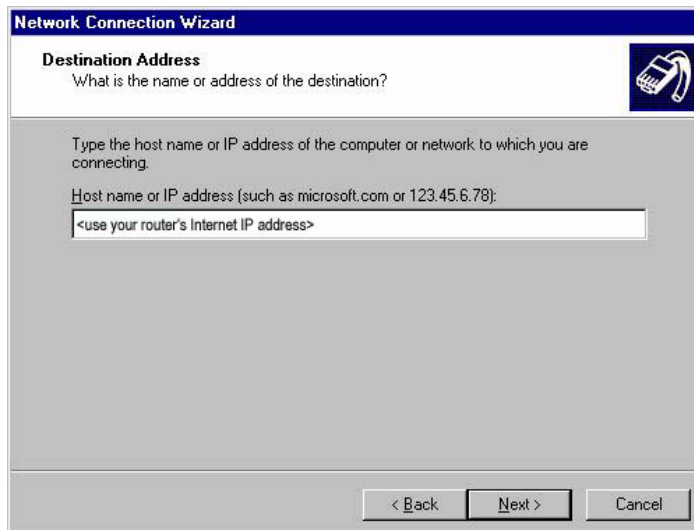 Network Connection Wizard
Destination Address
What is the name or address of the destination?
Type the host name or IP address of the computer or network to which you are
connecting.
Host name or IP address (such as microsoft.com or 123.45.6.78):
<use your router's Internet IP address>
< Back
Next >
Cancel